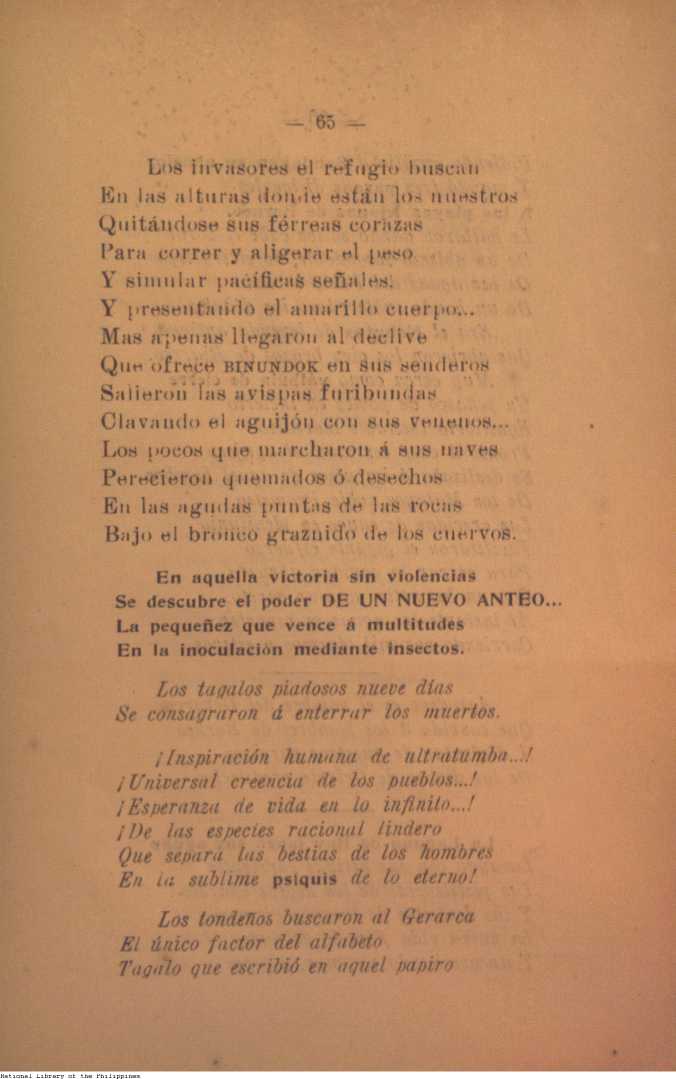 — 65 —
Los invasores el refugio buscan
En las alturas donde están los nuestros
Quitándose sus férreas corazas
Para correr y aligerar el peso
Y simular pacíficas señales;
Y presentando el amarillo cuerpo...
Mas apenas llegaron al declive
Que ofrece BINUNDOK en sus senderos
Salieron las avispas furibundas
Clavando el aguijón con sus venenos...
Los pocos que marcharon á sus naves
Perecieron quemados ó desechos
En las agudas puntas de las rocas
Bajo el bronco graznido de los cuervos.
En aquella victoria sin violencias
Se descubre el poder DE UN NUEVO ANTEO...
La pequeñez que vence á multitudes
En la inoculación mediante insectos.
Los tagalos piadosos nueve días
Se consagraron á enterrar los muertos.
¡Inspiración humana de ultratumba...!
¡Universal creencia de los pueblos...!
¡Esperanza de vida en lo infinito...!
¡De las especies racional lindero
Que separa las bestias de los hombres
En la sublime psiquis de lo eterno!
Los tondeños buscaron al Gerarca
El único factor del alfabeto
Tagalo que escribió en aquel papiro
National Library of the Philippines